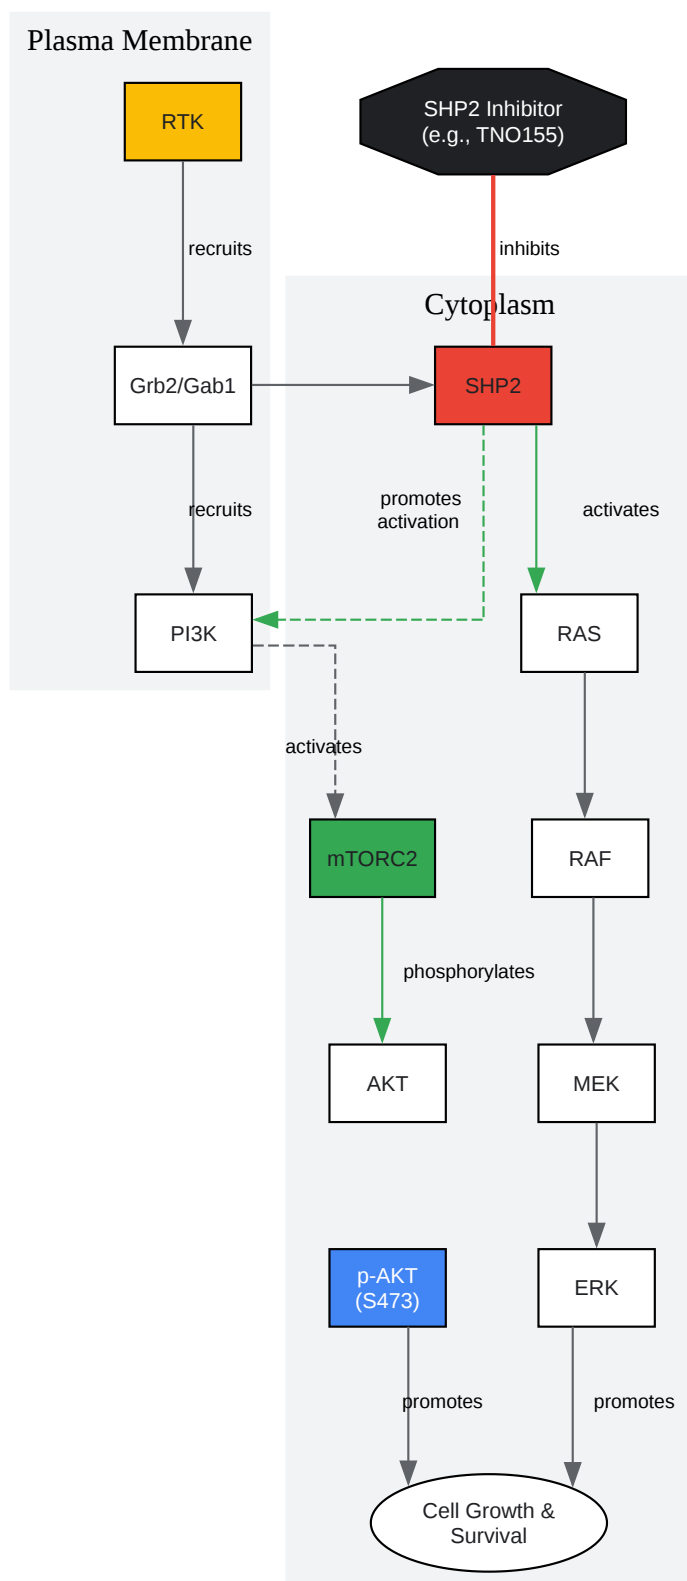 Plasma Membrane
RTK
SHP2 Inhibitor
(e.g., TNO155)
recruits
inhibits
Cytoplasm
Grb2/Gab1
SHP2
recruits
promotes
activation
activates
PI3K
RAS
activates
mTORC2
RAF
phosphorylates
AKT
MEK
p-AKT
(S473)
ERK
promotes
promotes
Cell Growth &
Survival